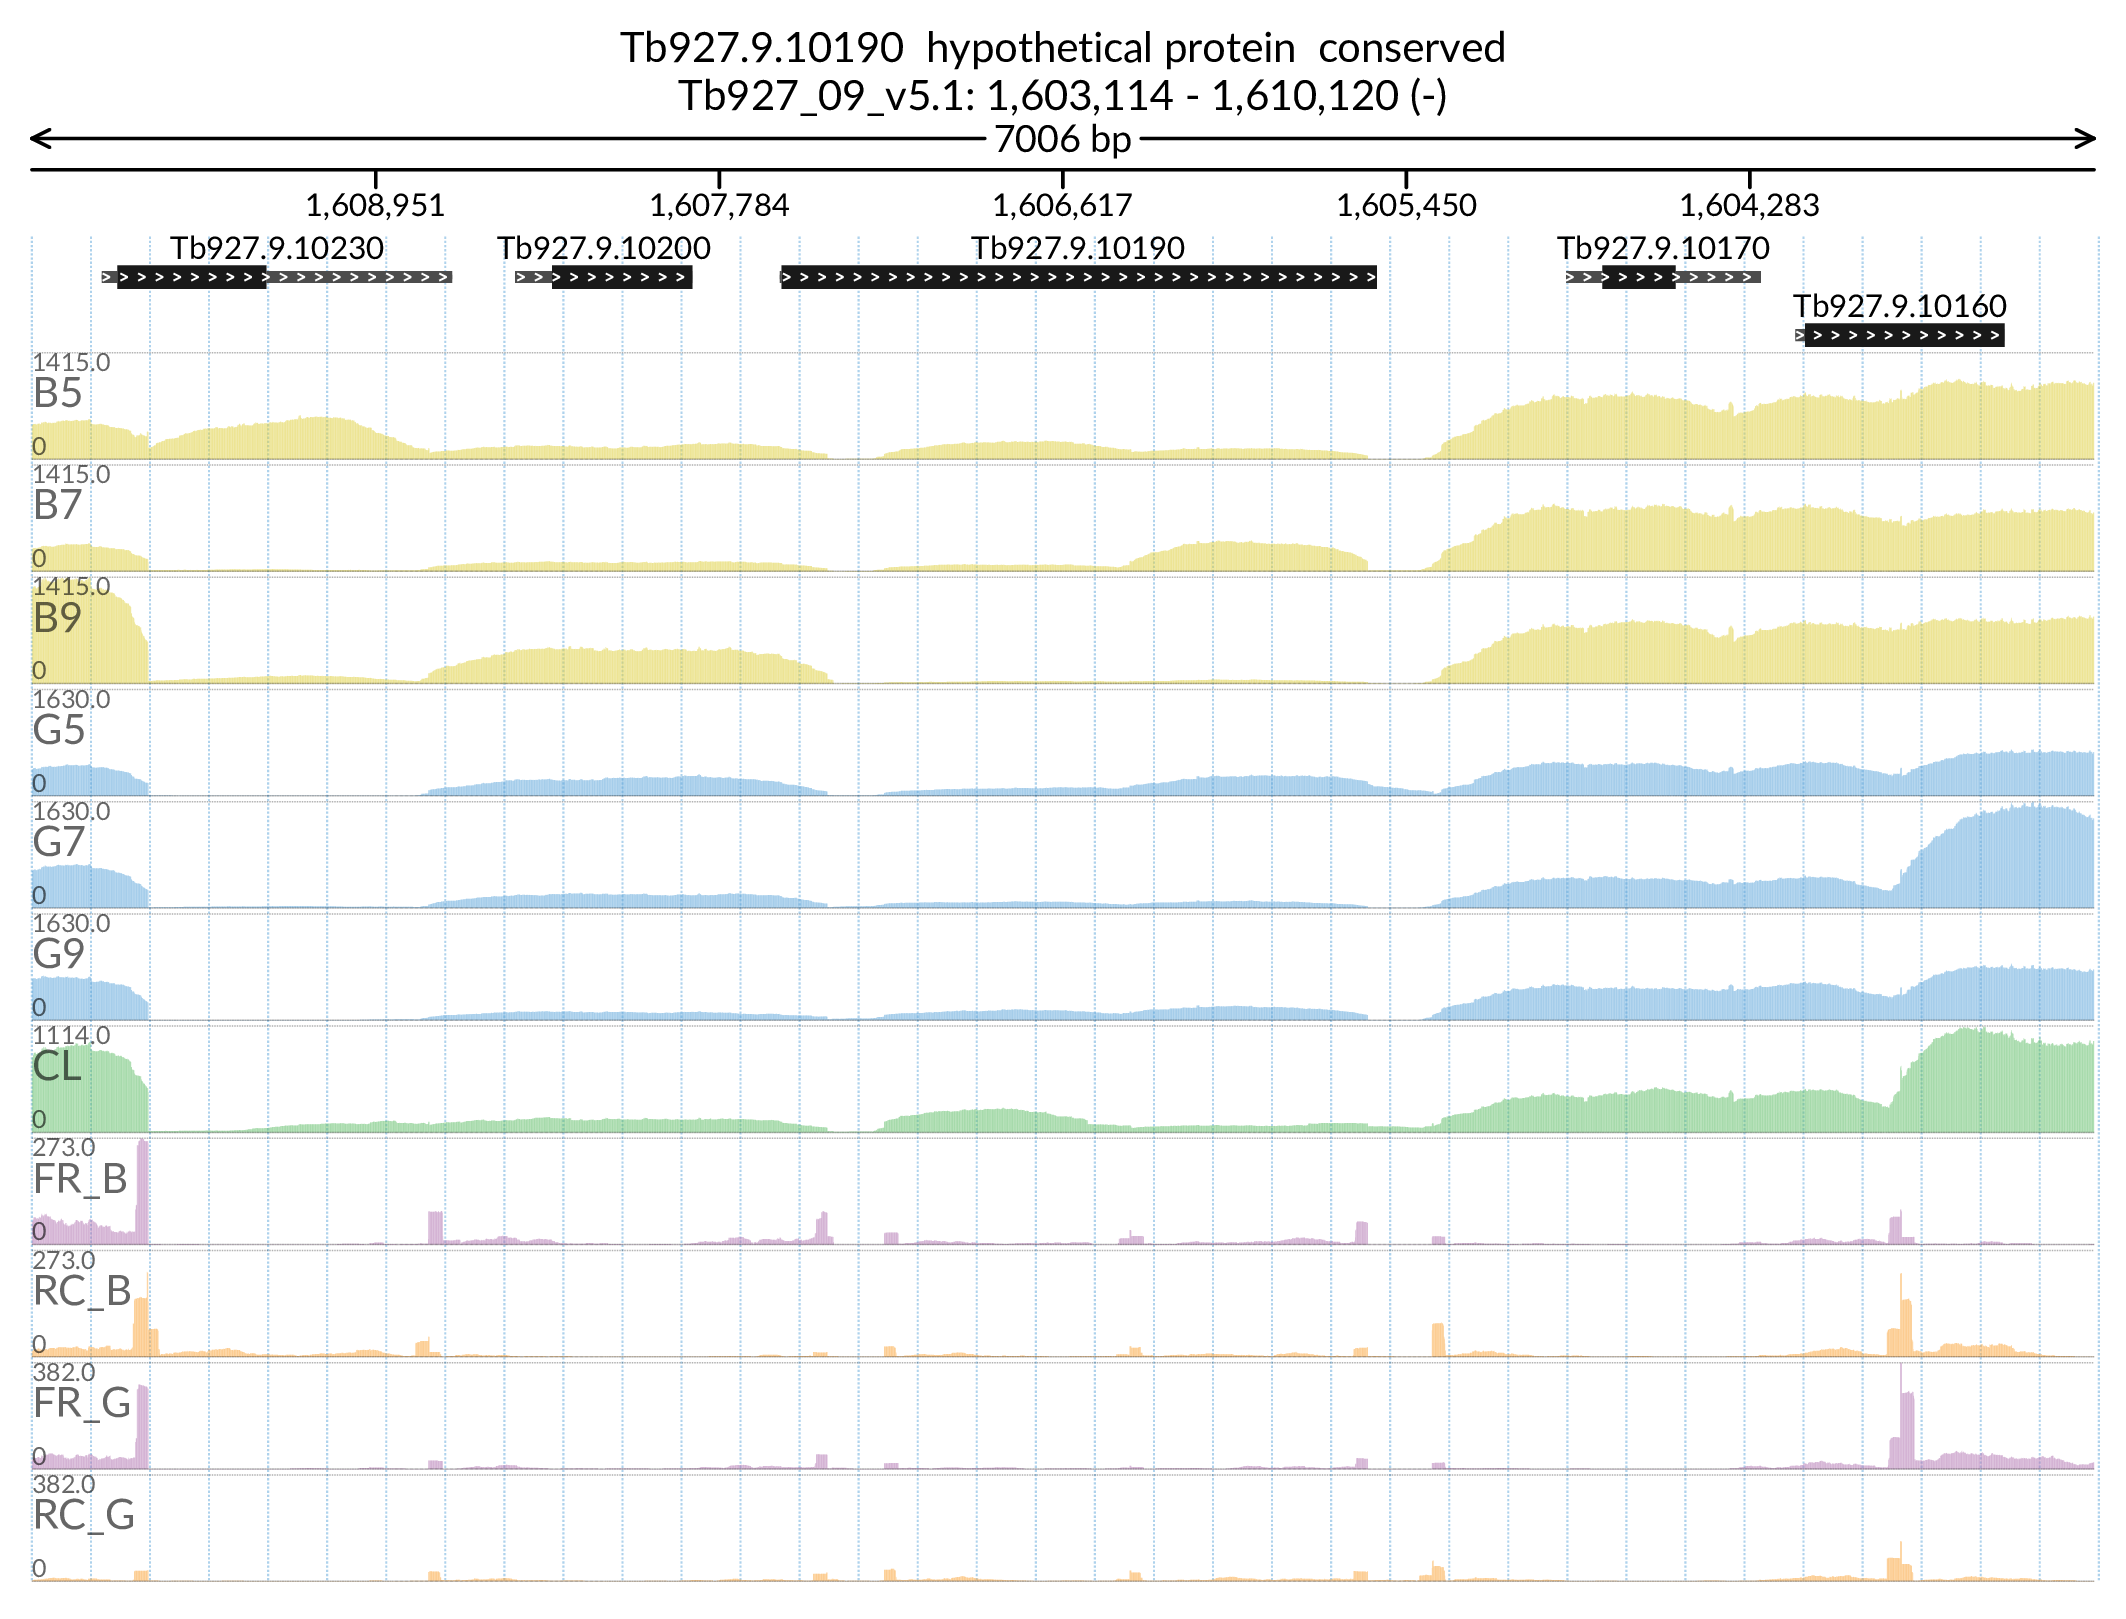 Tb927.9.10190 hypothetical protein conserved
Tb927_09_v5.1: 1,603,114 - 1,610,120 (-)
7006 bp
1,608,951 1,607,784 1,606,617 1,605,450 1,604,283
Tb927.9.10230 Tb927.9.10200 Tb927.9.10190 Tb927.9.10170
Tb927.9.10160
1415.0
B5
0
1415.0
B7
0
1415.0
B9
0
1630.0
G5
0
1630.0
G7
0
1630.0
G9
0
1114.0
CL
0
273.0
FR_B
0
273.0
RC_B
0
382.0
FR_G
0
382.0
RC_G
0